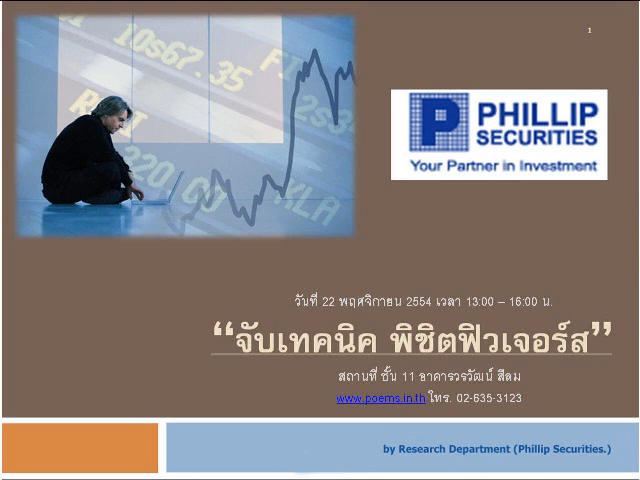 1
10s67.35
PHILLIP
SECURITIES
Your Partner in Investment
วันที่ 22 พฤศจิกายน 2554 เวลา 13:00 – 16:00 น.
“จับเทคนิค พิชิตฟิวเจอร์ส”
สถานที่ ชั้น 11 อาคารวรวัฒน์ สีลม
www.poems.in.th โทร. 02-635-3123
by Research Department (Phillip Securities.)